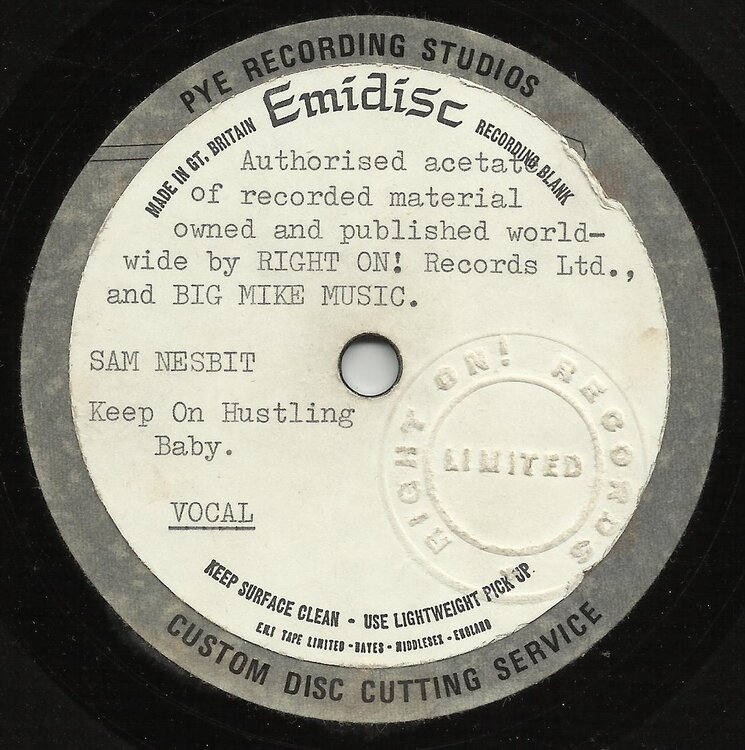 PYE RECORDING STUDIOS
Emidisc
MADE IN GT. BRITAIN
RECORDING BLANK
Authorised acetate
of recorded material
owned and published world-
wide by RIGHT ON! Records Ltd.,
and BIG MIKE MUSIC.
SAM NESBIT
Keep On Hustling
Baby.
VOCAL
RIGHT ON! RECORDS
LIMITED
KEEP SURFACE CLEAN - USE LIGHTWEIGHT PICK UP.
EMI TAPE LIMITED - HAYES - MIDDLESEX - ENGLAND
CUSTOM DISC CUTTING SERVICE